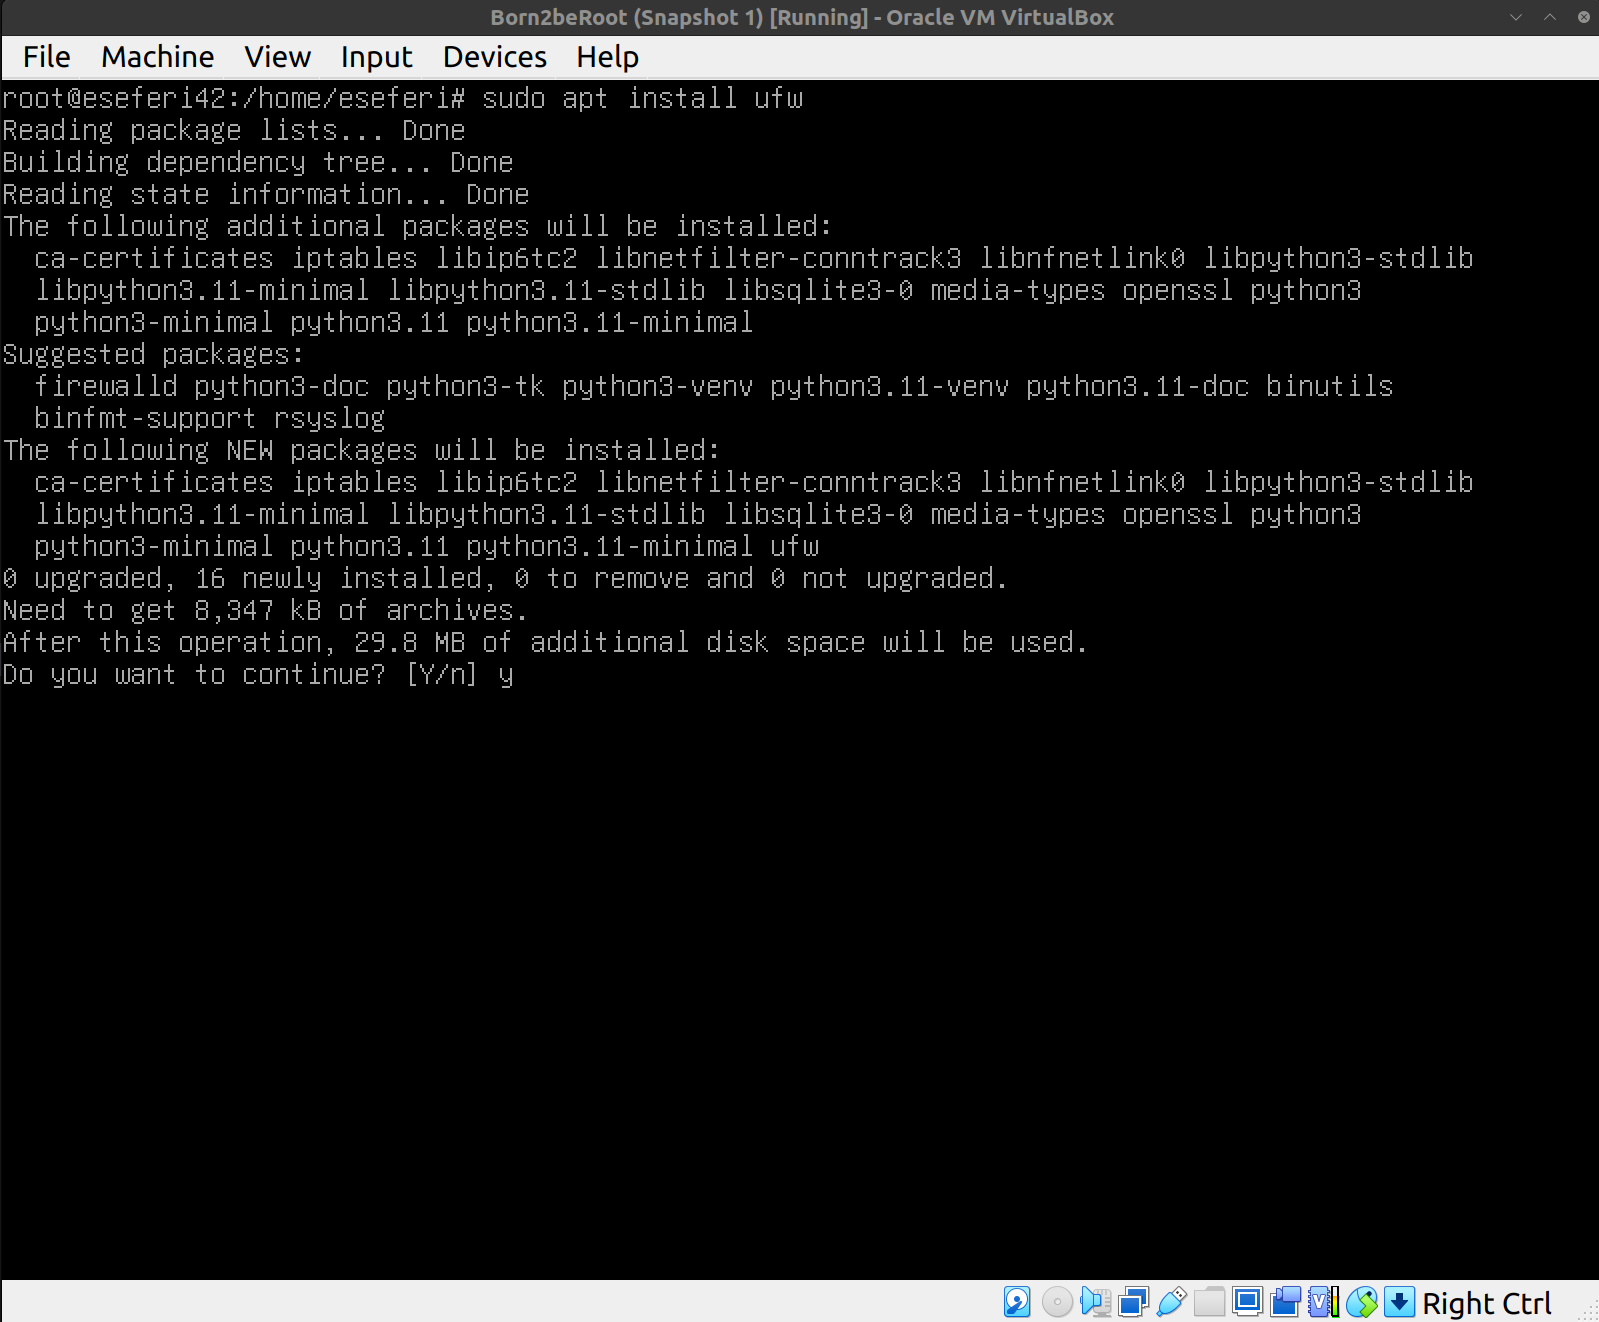 Born2beRoot (Snapshot 1) [Running] - Oracle VM VirtualBox
File Machine View Input Devices Help
root@eseferi42:/home/eseferi# sudo apt install ufw
Reading package lists... Done
Building dependency tree... Done
Reading state information... Done
The following additional packages will be installed:
  ca-certificates iptables libip6tc2 libnetfilter-conntrack3 libnfnetlink0 libpython3-stdlib
  libpython3.11-minimal libpython3.11-stdlib libsqlite3-0 media-types openssl python3
  python3-minimal python3.11 python3.11-minimal
Suggested packages:
  firewalld python3-doc python3-tk python3-venv python3.11-venv python3.11-doc binutils
  binfmt-support rsyslog
The following NEW packages will be installed:
  ca-certificates iptables libip6tc2 libnetfilter-conntrack3 libnfnetlink0 libpython3-stdlib
  libpython3.11-minimal libpython3.11-stdlib libsqlite3-0 media-types openssl python3
  python3-minimal python3.11 python3.11-minimal ufw
0 upgraded, 16 newly installed, 0 to remove and 0 not upgraded.
Need to get 8,347 kB of archives.
After this operation, 29.8 MB of additional disk space will be used.
Do you want to continue? [Y/n] y
Right Ctrl